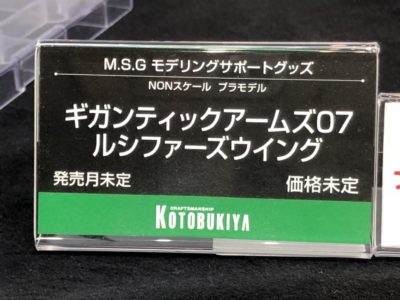 M.S.G モデリングサポートグッズ
NONスケール プラモデル
ギガンティックアームズ07
ルシファーズウイング
発売月未定 価格未定
CRAFTSMANSHIP
KOTOBUKIYA